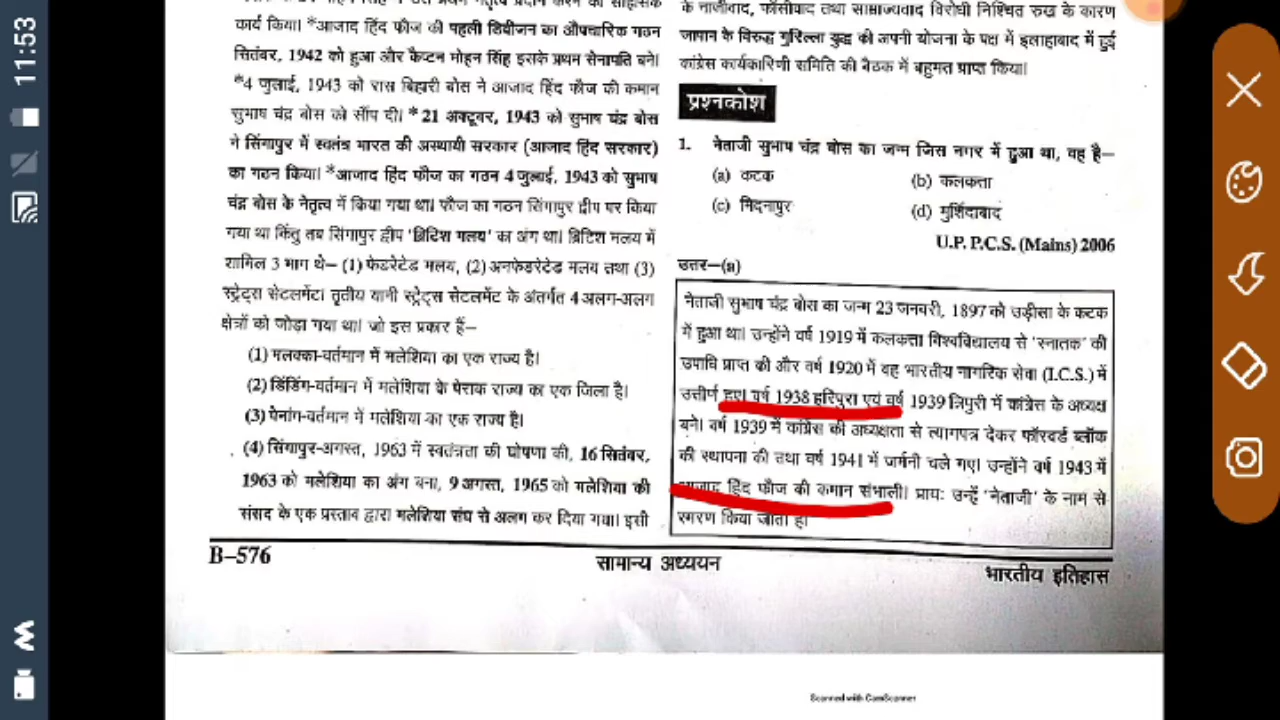 11:53
कार्य किया। *आजाद हिंद फौज की पहली डिवीजन का औपचारिक गठन
सितंबर, 1942 को हुआ और कैप्टन मोहन सिंह इसके प्रथम सेनापति बने।
*4 जुलाई, 1943 को रास बिहारी बोस ने आजाद हिंद फौज की कमान
सुभाष चंद्र बोस को सौंप दी। * 21 अक्टूबर, 1943 को सुभाष चंद्र बोस
ने सिंगापुर में स्वतंत्र भारत की अस्थायी सरकार (आजाद हिंद सरकार)
का गठन किया। *आजाद हिंद फौज का गठन 4 जुलाई, 1943 को सुभाष
चंद्र बोस के नेतृत्व में किया गया था। फौज का गठन सिंगापुर द्वीप पर किया
गया था किंतु तब सिंगापुर द्वीप 'ब्रिटिश मलय' का अंग था। ब्रिटिश मलय में
शामिल 3 भाग थे– (1) फेडरेटेड मलय, (2) अनफेडरेटेड मलय तथा (3)
स्ट्रेट्स सेटलमेंट। तृतीय यानी स्ट्रेट्स सेटलमेंट के अंतर्गत 4 अलग-अलग
क्षेत्रों को जोड़ा गया था। जो इस प्रकार हैं–
(1) मलक्का-वर्तमान में मलेशिया का एक राज्य है।
(2) डिंडिंग-वर्तमान में मलेशिया के पेराक राज्य का एक जिला है।
(3) पेनांग-वर्तमान में मलेशिया का एक राज्य है।
(4) सिंगापुर-अगस्त, 1963 में स्वतंत्रता की घोषणा की, 16 सितंबर,
1963 को मलेशिया का अंग बना, 9 अगस्त, 1965 को मलेशिया की
संसद के एक प्रस्ताव द्वारा मलेशिया संघ से अलग कर दिया गया। इसी
के नाजीवाद, फासीवाद तथा साम्राज्यवाद विरोधी निश्चित रुख के कारण
जापान के विरुद्ध गुरिल्ला युद्ध की अपनी योजना के पक्ष में इलाहाबाद में हुई
कांग्रेस कार्यकारिणी समिति की बैठक में बहुमत प्राप्त किया।
प्रश्नकोश
1. नेताजी सुभाष चंद्र बोस का जन्म जिस नगर में हुआ था, वह है–
(a) कटक (b) कलकत्ता
(c) मिदनापुर (d) मुर्शिदाबाद
U.P. P.C.S. (Mains) 2006
उत्तर–(a)
नेताजी सुभाष चंद्र बोस का जन्म 23 जनवरी, 1897 को उड़ीसा के कटक
में हुआ था। उन्होंने वर्ष 1919 में कलकत्ता विश्वविद्यालय से 'स्नातक' की
उपाधि प्राप्त की और वर्ष 1920 में वह भारतीय नागरिक सेवा (I.C.S.) में
उत्तीर्ण हुए। वर्ष 1938 हरिपुरा एवं वर्ष 1939 त्रिपुरी में कांग्रेस के अध्यक्ष
बने। वर्ष 1939 में कांग्रेस की अध्यक्षता से त्यागपत्र देकर फॉरवर्ड ब्लॉक
की स्थापना की तथा वर्ष 1941 में जर्मनी चले गए। उन्होंने वर्ष 1943 में
आजाद हिंद फौज की कमान संभाली। प्रायः उन्हें 'नेताजी' के नाम से
स्मरण किया जाता है।
B–576
सामान्य अध्ययन
भारतीय इतिहास
Scanned with CamScanner